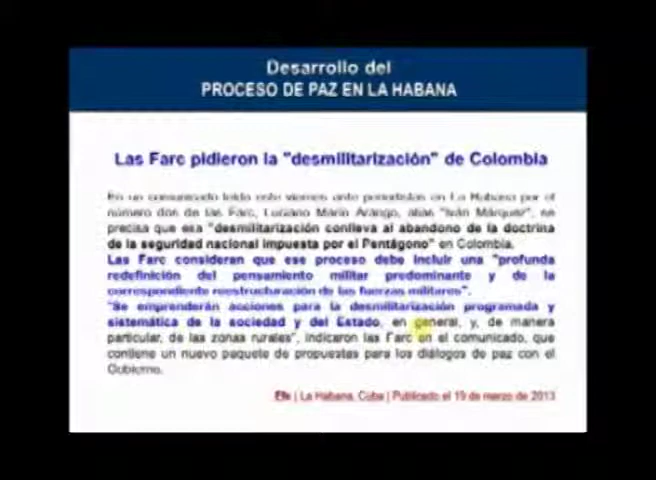 Desarrollo del
PROCESO DE PAZ EN LA HABANA
Las Farc pidieron la "desmilitarización" de Colombia
En un comunicado leído este viernes ante periodistas en La Habana por el
número dos de las Farc, Luciano Marín Arango, alias "Iván Márquez", se
precisa que esa "desmilitarización conlleva al abandono de la doctrina
de la seguridad nacional impuesta por el Pentágono" en Colombia.
Las Farc consideran que ese proceso debe incluir una "profunda
redefinición del pensamiento militar predominante y de la
correspondiente reestructuración de las fuerzas militares".
"Se emprenderán acciones para la desmilitarización programada y
sistemática de la sociedad y del Estado, en general, y, de manera
particular, de las zonas rurales", indicaron las Farc en el comunicado, que
contiene un nuevo paquete de propuestas para los diálogos de paz con el
Gobierno.
Efe | La Habana, Cuba | Publicado el 19 de marzo de 2013